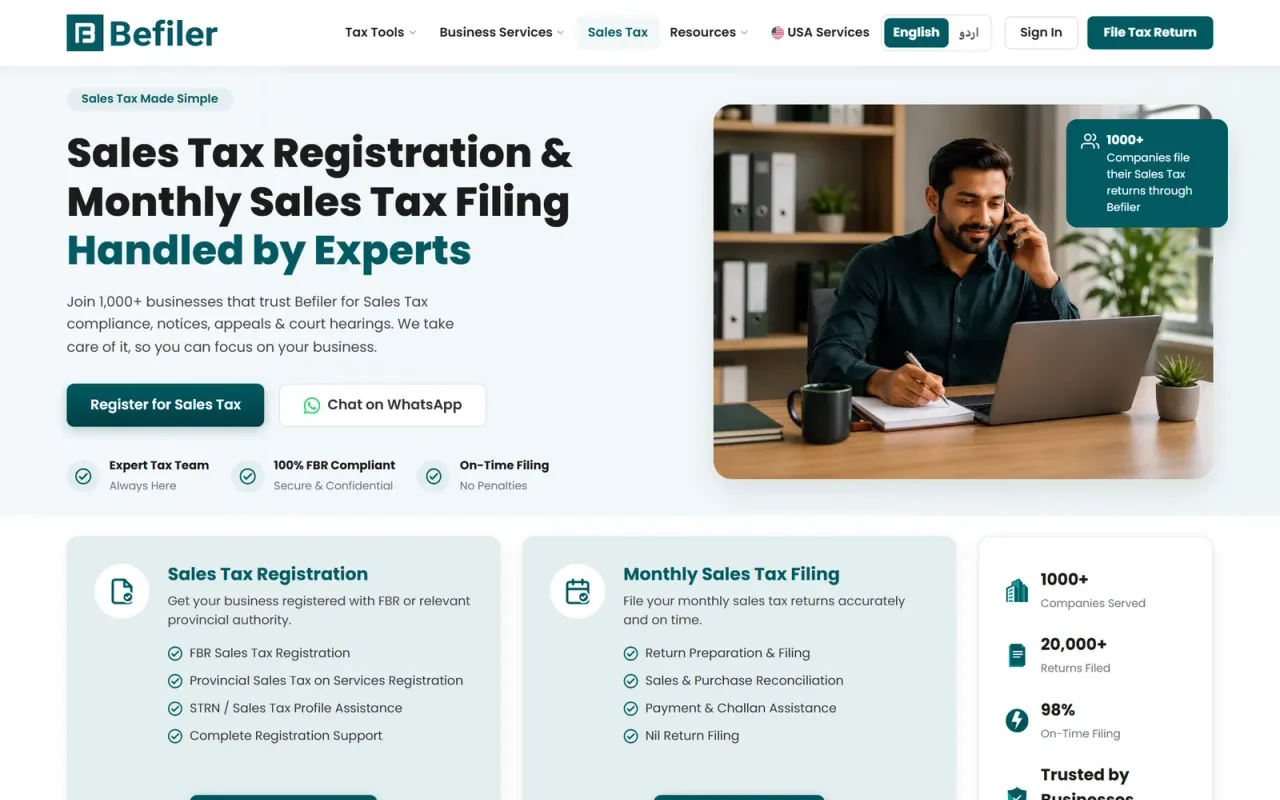 Befiler
Tax Tools
Business Services
Sales Tax
Resources
USA Services
English
اردو
Sign In
File Tax Return
Sales Tax Made Simple
Sales Tax Registration &
Monthly Sales Tax Filing
Handled by Experts
Join 1,000+ businesses that trust Befiler for Sales Tax
compliance, notices, appeals & court hearings. We take
care of it, so you can focus on your business.
Register for Sales Tax
Chat on WhatsApp
Expert Tax Team
Always Here
100% FBR Compliant
Secure & Confidential
On-Time Filing
No Penalties
1000+
Companies file
their Sales Tax
returns through
Befiler
Sales Tax Registration
Get your business registered with FBR or relevant
provincial authority.
FBR Sales Tax Registration
Provincial Sales Tax on Services Registration
STRN / Sales Tax Profile Assistance
Complete Registration Support
Monthly Sales Tax Filing
File your monthly sales tax returns accurately
and on time.
Return Preparation & Filing
Sales & Purchase Reconciliation
Payment & Challan Assistance
Nil Return Filing
1000+
Companies Served
20,000+
Returns Filed
98%
On-Time Filing
Trusted by
Businesses